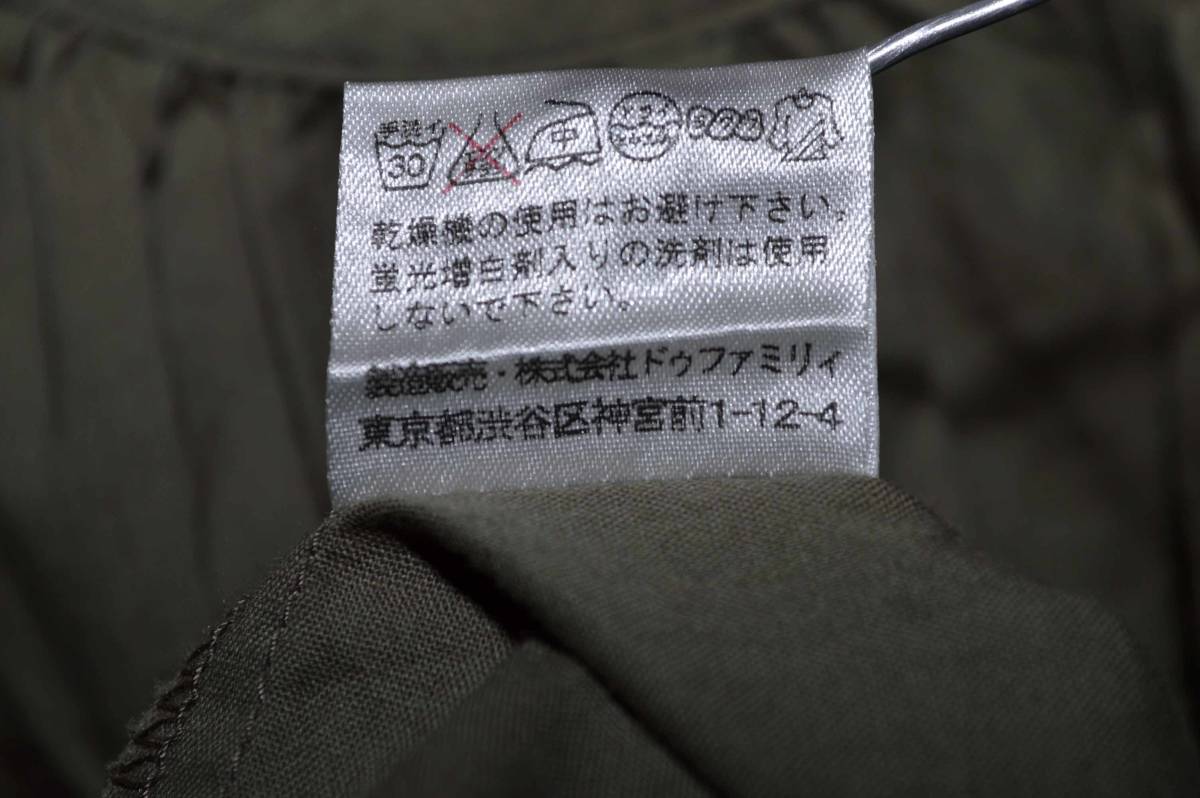 手洗イ
30 中
乾燥機の使用はお避け下さい。
蛍光増白剤入りの洗剤は使用
しないで下さい。
製造販売・株式会社ドゥファミリィ
東京都渋谷区神宮前1-12-4